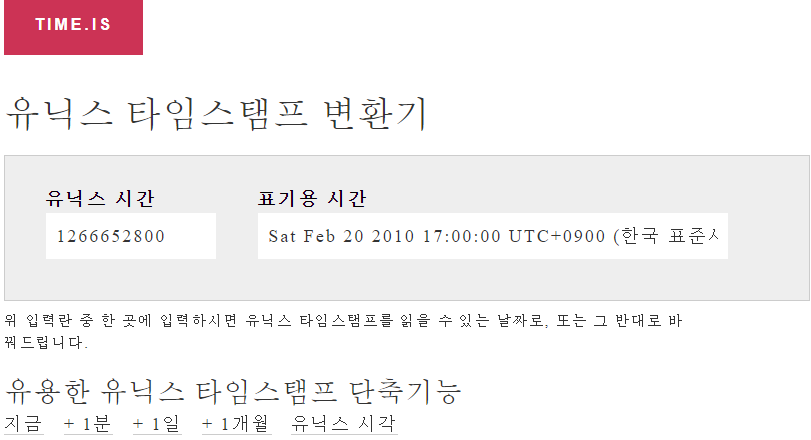 TIME.IS
유닉스 타임스탬프 변환기
유닉스 시간 표기용 시간
1266652800 Sat Feb 20 2010 17:00:00 UTC+0900 (한국 표준
위 입력란 중 한 곳에 입력하시면 유닉스 타임스탬프를 읽을 수 있는 날짜로, 또는 그 반대로 바
꿔드립니다.
유용한 유닉스 타임스탬프 단축기능
지금 + 1분 + 1일 + 1개월 유닉스 시각